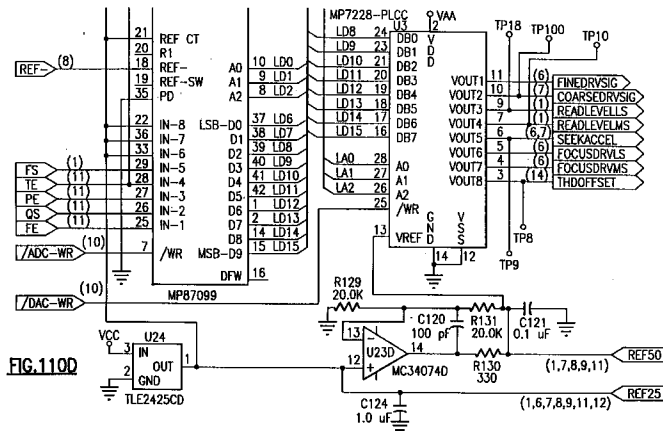 MP7228-PLCC
VAA
TP18 TP100 TP10
U3
21 REF CT
20 R1
REF- (8) 18 REF-
19 REF-SW
35 PD
A0 10 LD0
A1 9 LD1
A2 8 LD2
22 IN-8
36 IN-7
33 IN-6
FS (1) 29 IN-5
TE (11) 28 IN-4
PE (11) 27 IN-3
QS (11) 26 IN-2
FE (11) 25 IN-1
/ADC-WR (10) 7 /WR
LSB-D0 37 LD6
D1 38 LD7
D2 39 LD8
D3 40 LD9
D4 41 LD10
D5 42 LD11
D6 1 LD12
D7 2 LD13
D8 14 LD14
MSB-D9 15 LD15
DFW 16
MP87099
/DAC-WR (10)
LD8 24 DB0
LD9 23 DB1
LD10 22 DB2
LD11 21 DB3
LD12 20 DB4
LD13 19 DB5
LD14 18 DB6
LD15 17 DB7
16
2
VDD
LA0 28 A0
LA1 27 A1
LA2 26 A2
25 /WR
13 VREF
GND VSS
14 12
VOUT1 11 (6) FINEDRVSIG
VOUT2 10 (7) COARSEDRVSIG
VOUT3 9 (1) READLEVELLS
VOUT4 7 (1) READLEVELMS
VOUT5 6 (6,7) SEEKACCEL
VOUT6 5 (6) FOCUSDRVLS
VOUT7 4 (6) FOCUSDRVMS
VOUT8 3 (14) THDOFFSET
TP8
TP9
R129
20.0K
C120
100 pF
R131
20.0K
C121
0.1 uF
13 -
12 +
U23D
14
MC34074D
R130
330
REF50
(1,7,8,9,11)
REF25
(1,6,7,8,9,11,12)
C124
1.0 uF
VCC
U24
3 IN
OUT 1
2 GND
TLE2425CD
FIG.110D